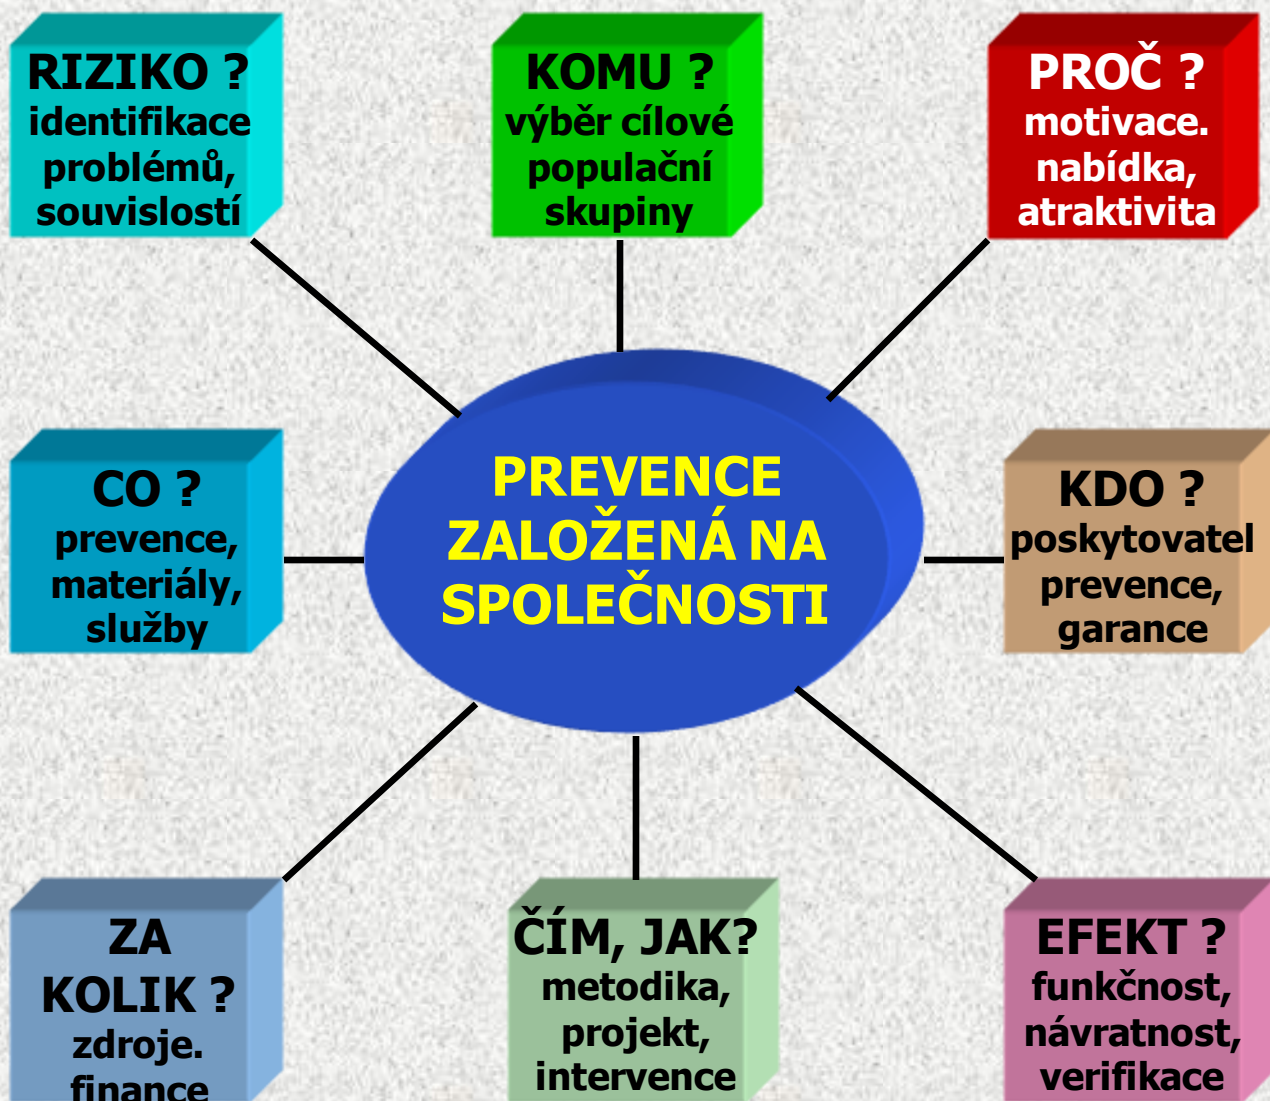 RIZIKO ?
identifikace
problémů,
souvislostí
KOMU ?
výběr cílové
populační
skupiny
PROČ ?
motivace.
nabídka,
atraktivita
CO ?
prevence,
materiály,
služby
PREVENCE
ZALOŽENÁ NA
SPOLEČNOSTI
KDO ?
poskytovatel
prevence,
garance
ZA
KOLIK ?
zdroje.
finance
ČÍM, JAK?
metodika,
projekt,
intervence
EFEKT ?
funkčnost,
návratnost,
verifikace